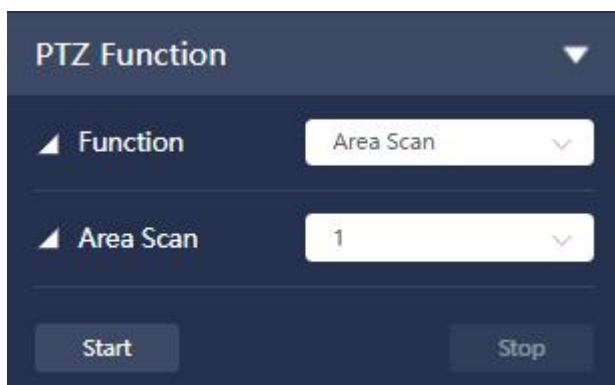 PTZ Function
Function Area Scan
Area Scan 1
Start Stop